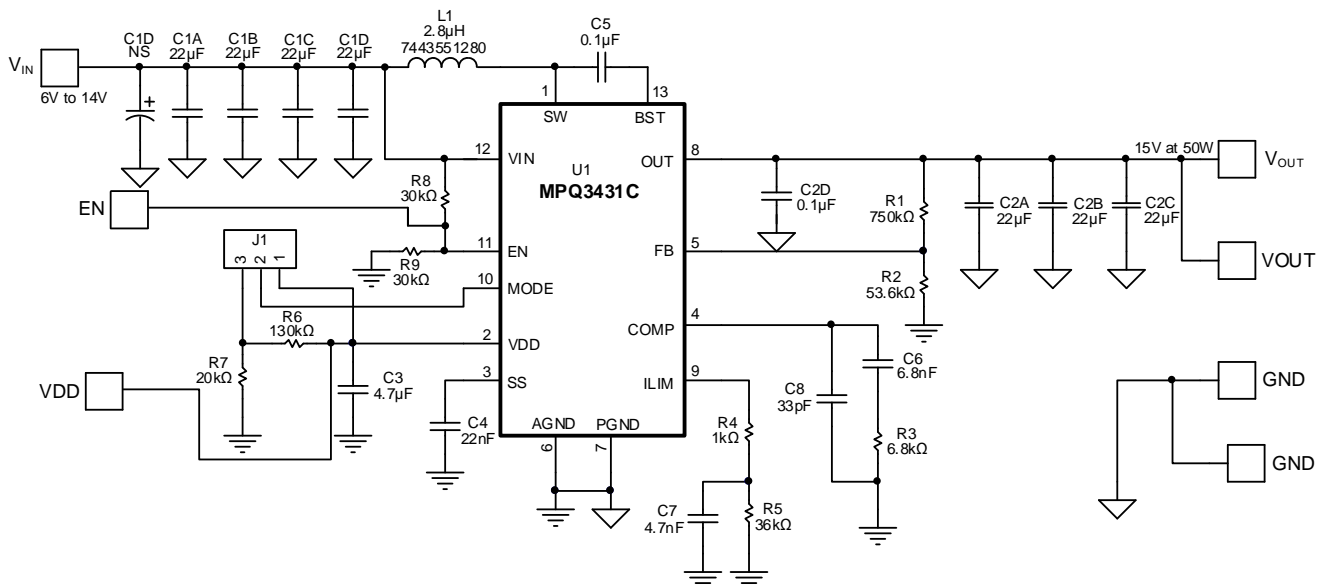 L1
2.8µH
7443551280
C5
0.1µF
C1D
NS
C1A
22µF
C1B
22µF
C1C
22µF
C1D
22µF
VIN
6V to 14V
1
13
SW
BST
12
VIN
U1
MPQ3431C
OUT
8
15V at 50W
VOUT
R8
30kΩ
C2D
0.1µF
R1
750kΩ
C2A
22µF
C2B
22µF
C2C
22µF
EN
J1
3 2 1
R9
30kΩ
11
EN
FB
5
VOUT
10
MODE
R2
53.6kΩ
R6
130kΩ
2
VDD
COMP
4
R7
20kΩ
C3
4.7µF
3
SS
ILIM
9
C6
6.8nF
VDD
C8
33pF
GND
C4
22nF
AGND
PGND
6
7
R4
1kΩ
R3
6.8kΩ
GND
C7
4.7nF
R5
36kΩ